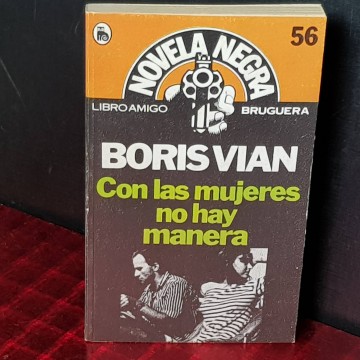 56
NOVELA NEGRA
LIBRO AMIGO
BRUGUERA
BORIS VIAN
Con las mujeres
no hay
manera